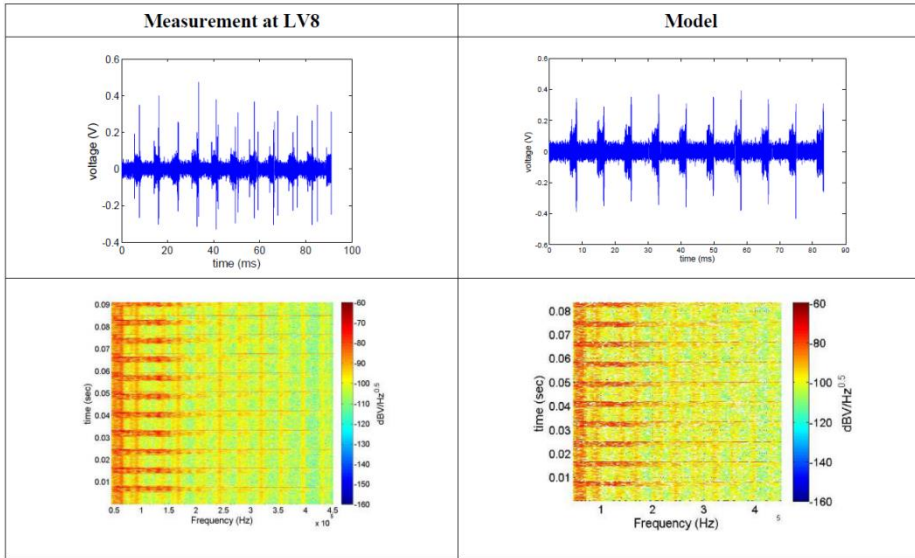 Measurement at LV8
Model
0.6
0.4
0.2
0
-0.2
-0.4
voltage (V)
0 20 40 60 80 100
time (ms)
0.6
0.4
0.2
0
-0.2
-0.4
-0.6
voltage (V)
0 10 20 30 40 50 60 70 80 90
time (ms)
0.09
0.08
0.07
0.06
0.05
0.04
0.03
0.02
0.01
time (sec)
0.5 1 1.5 2 2.5 3 3.5 4 4.5
Frequency (Hz)
x 10⁵
-60
-70
-80
-90
-100
-110
-120
-130
-140
-150
-160
dBV/Hz^0.5
0.08
0.07
0.06
0.05
0.04
0.03
0.02
0.01
time (sec)
1 2 3 4
Frequency (Hz)
5
-60
-80
-100
-120
-140
-160
dBV/Hz^0.5